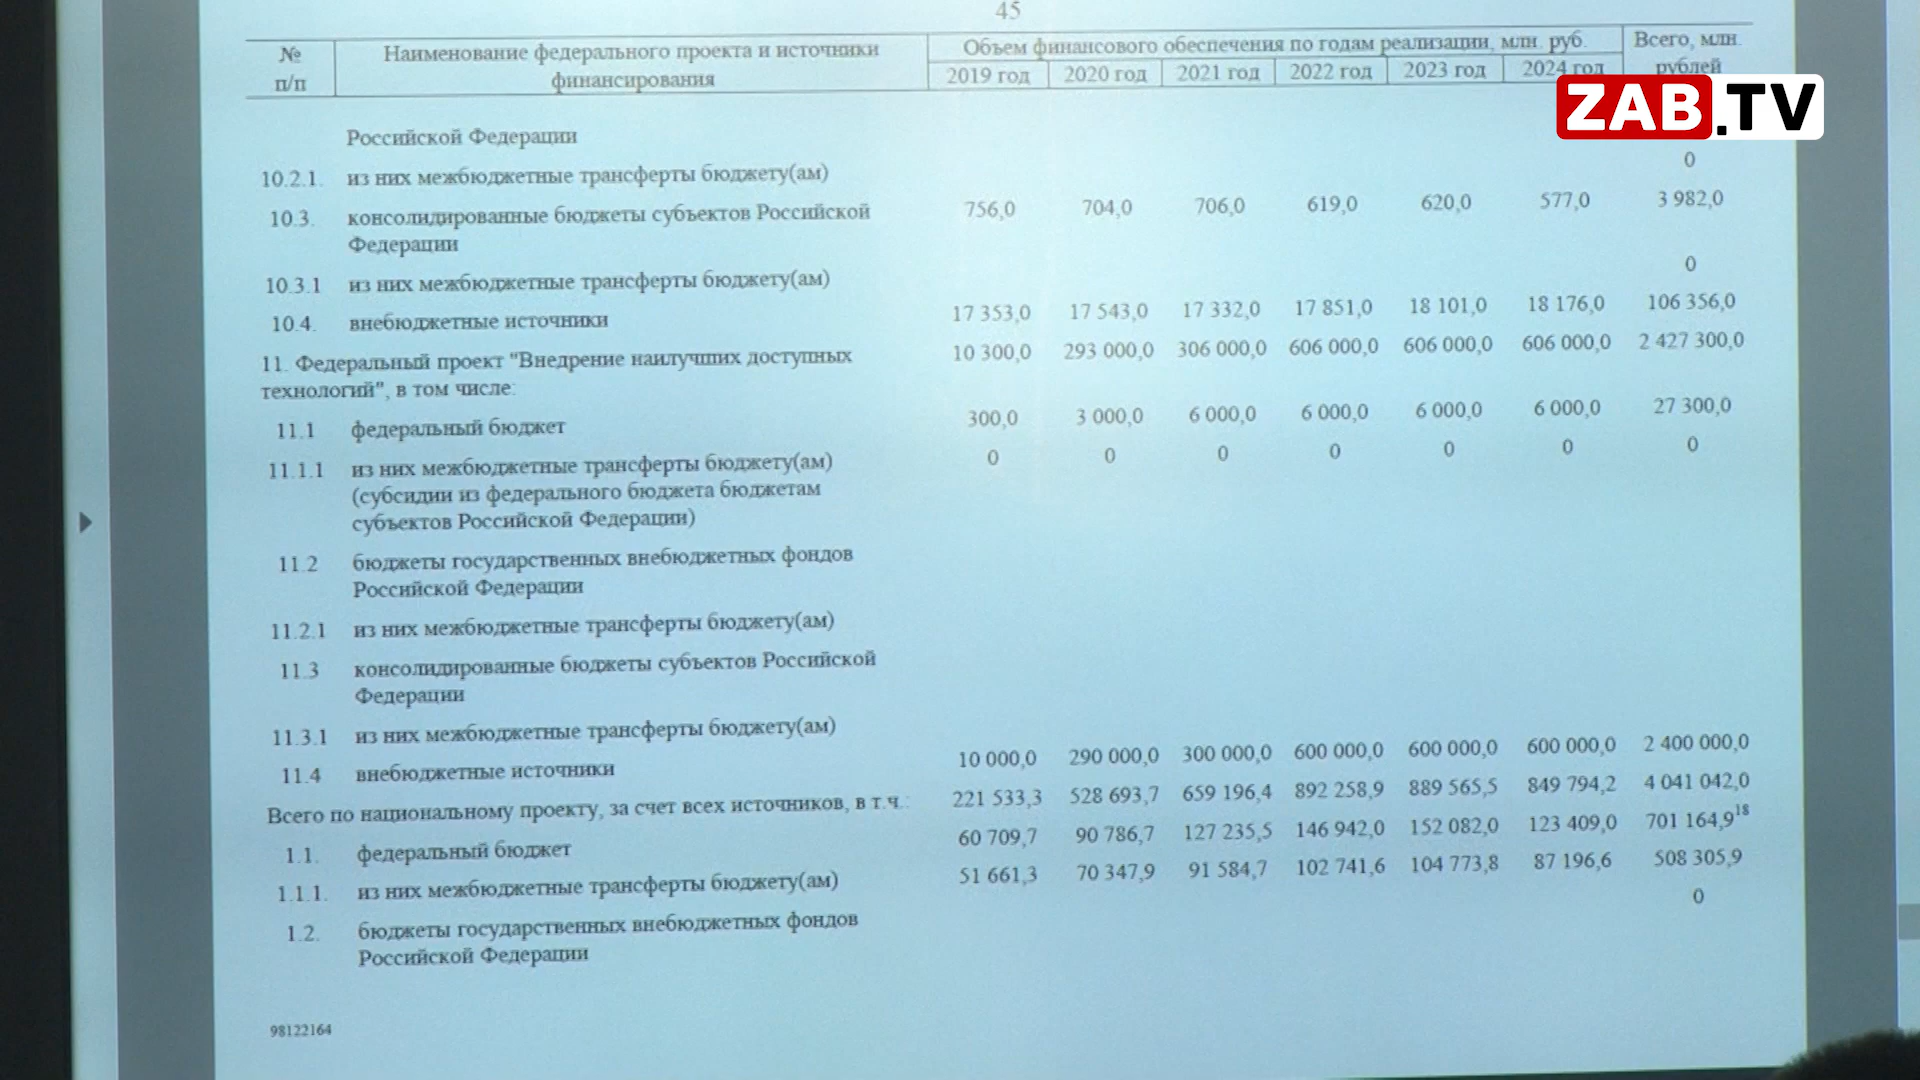 45
№ п/п Наименование федерального проекта и источники финансирования Объем финансового обеспечения по годам реализации, млн. руб. Всего, млн. рублей
2019 год 2020 год 2021 год 2022 год 2023 год 2024 год
ZAB.TV
Российской Федерации
10.2.1. из них межбюджетные трансферты бюджету(ам) 0
10.3. консолидированные бюджеты субъектов Российской 756,0 704,0 706,0 619,0 620,0 577,0 3 982,0
Федерации
10.3.1 из них межбюджетные трансферты бюджету(ам) 0
10.4. внебюджетные источники 17 353,0 17 543,0 17 332,0 17 851,0 18 101,0 18 176,0 106 356,0
11. Федеральный проект "Внедрение наилучших доступных 10 300,0 293 000,0 306 000,0 606 000,0 606 000,0 606 000,0 2 427 300,0
технологий", в том числе:
11.1 федеральный бюджет 300,0 3 000,0 6 000,0 6 000,0 6 000,0 6 000,0 27 300,0
11.1.1 из них межбюджетные трансферты бюджету(ам) 0 0 0 0 0 0 0
(субсидии из федерального бюджета бюджетам
субъектов Российской Федерации)
11.2 бюджеты государственных внебюджетных фондов
Российской Федерации
11.2.1 из них межбюджетные трансферты бюджету(ам)
11.3 консолидированные бюджеты субъектов Российской
Федерации
11.3.1 из них межбюджетные трансферты бюджету(ам)
11.4 внебюджетные источники 10 000,0 290 000,0 300 000,0 600 000,0 600 000,0 600 000,0 2 400 000,0
Всего по национальному проекту, за счет всех источников, в т.ч.: 221 533,3 528 693,7 659 196,4 892 258,9 889 565,5 849 794,2 4 041 042,0
1.1. федеральный бюджет 60 709,7 90 786,7 127 235,5 146 942,0 152 082,0 123 409,0 701 164,9¹⁸
1.1.1. из них межбюджетные трансферты бюджету(ам) 51 661,3 70 347,9 91 584,7 102 741,6 104 773,8 87 196,6 508 305,9
1.2. бюджеты государственных внебюджетных фондов 0
Российской Федерации
98122164